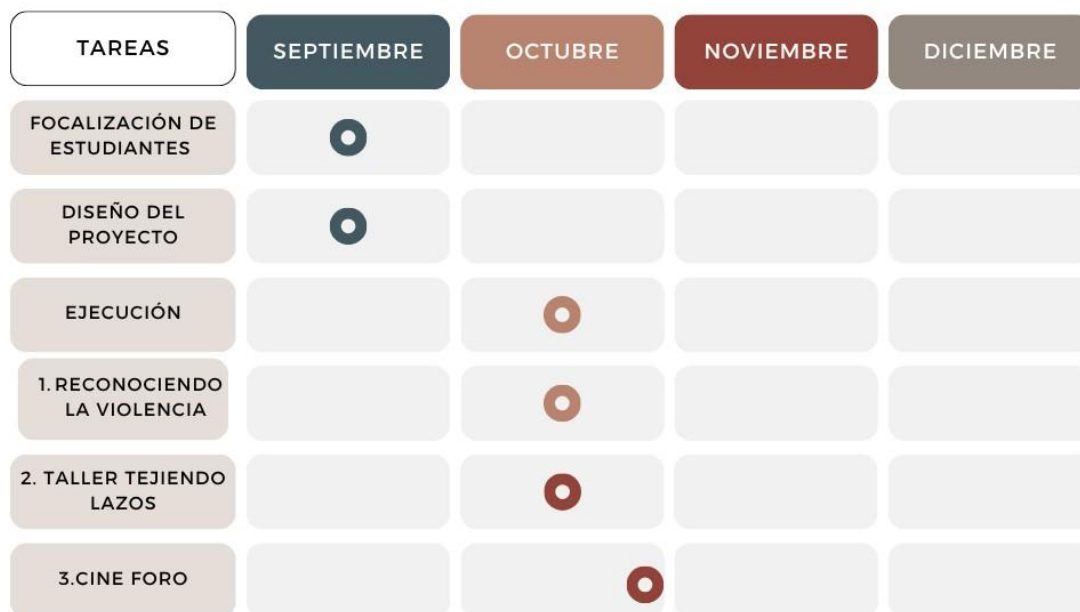 TAREAS
SEPTIEMBRE
OCTUBRE
NOVIEMBRE
DICIEMBRE
FOCALIZACIÓN DE
ESTUDIANTES
DISEÑO DEL
PROYECTO
EJECUCIÓN
1. RECONOCIENDO
LA VIOLENCIA
2. TALLER TEJIENDO
LAZOS
3.CINE FORO